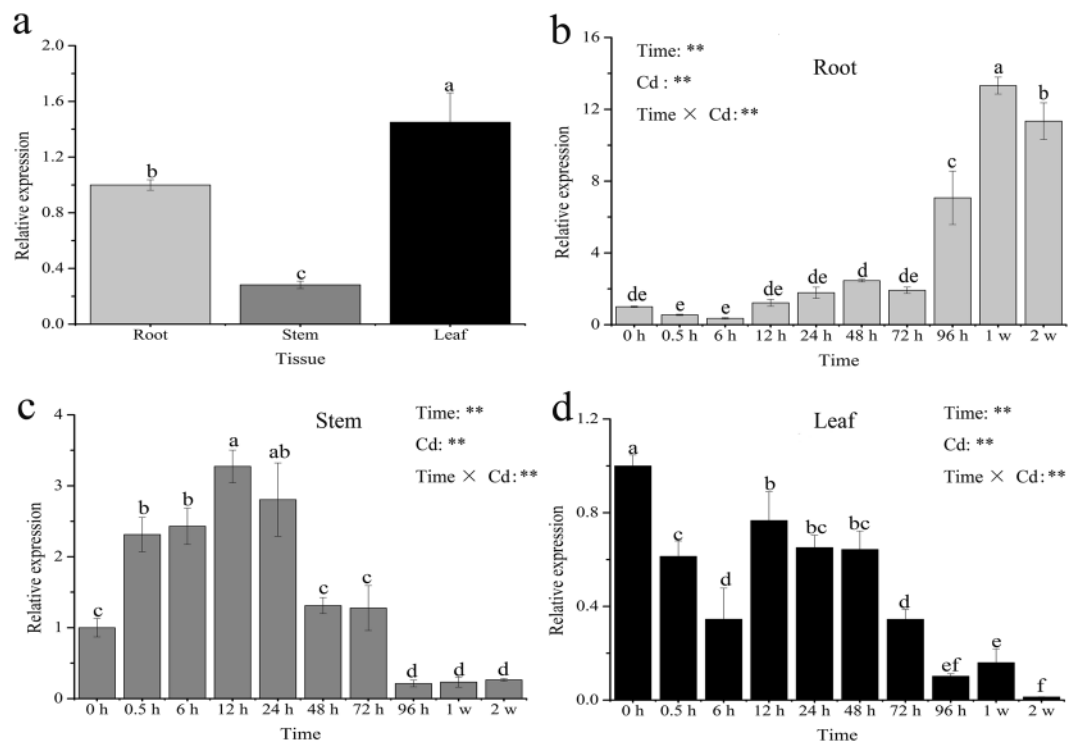 a
2.0
1.6
1.2
0.8
0.4
0.0
Relative expression
b
c
a
Root
Stem
Leaf
Tissue
b
16
12
8
4
0
Relative expression
Time: **
Cd : **
Time × Cd: **
Root
de
e
e
de
de
d
de
c
a
b
0 h
0.5 h
6 h
12 h
24 h
48 h
72 h
96 h
1 w
2 w
Time
c
4
3
2
1
0
Relative expression
Stem
Time: **
Cd: **
Time × Cd: **
c
b
b
a
ab
c
c
d
d
d
0 h
0.5 h
6 h
12 h
24 h
48 h
72 h
96 h
1 w
2 w
Time
d
1.2
0.8
0.4
0.0
Relative expression
Leaf
Time: **
Cd: **
Time × Cd: **
a
c
d
b
bc
bc
d
ef
e
f
0 h
0.5 h
6 h
12 h
24 h
48 h
72 h
96 h
1 w
2 w
Time